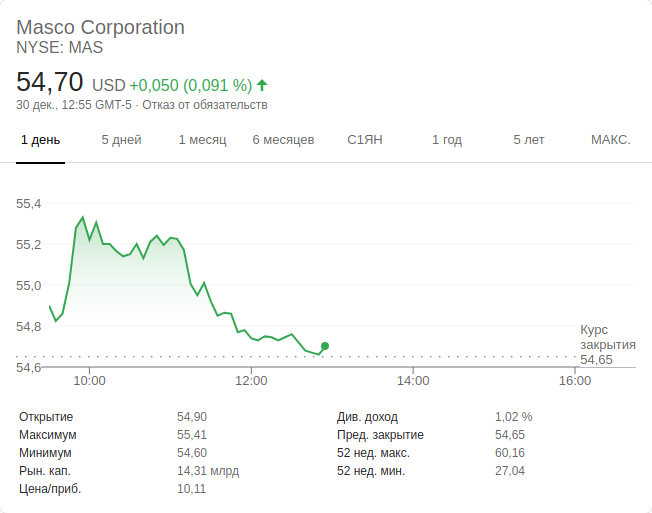 Masco Corporation
NYSE: MAS
54,70 USD +0,050 (0,091 %)
30 дек., 12:55 GMT-5 · Отказ от обязательств
1 день 5 дней 1 месяц 6 месяцев С1ЯН 1 год 5 лет МАКС.
55,4
55,2
55,0
54,8
54,6
Курс
закрытия
54,65
10:00 12:00 14:00 16:00
Открытие 54,90 Див. доход 1,02 %
Максимум 55,41 Пред. закрытие 54,65
Минимум 54,60 52 нед. макс. 60,16
Рын. кап. 14,31 млрд 52 нед. мин. 27,04
Цена/приб. 10,11